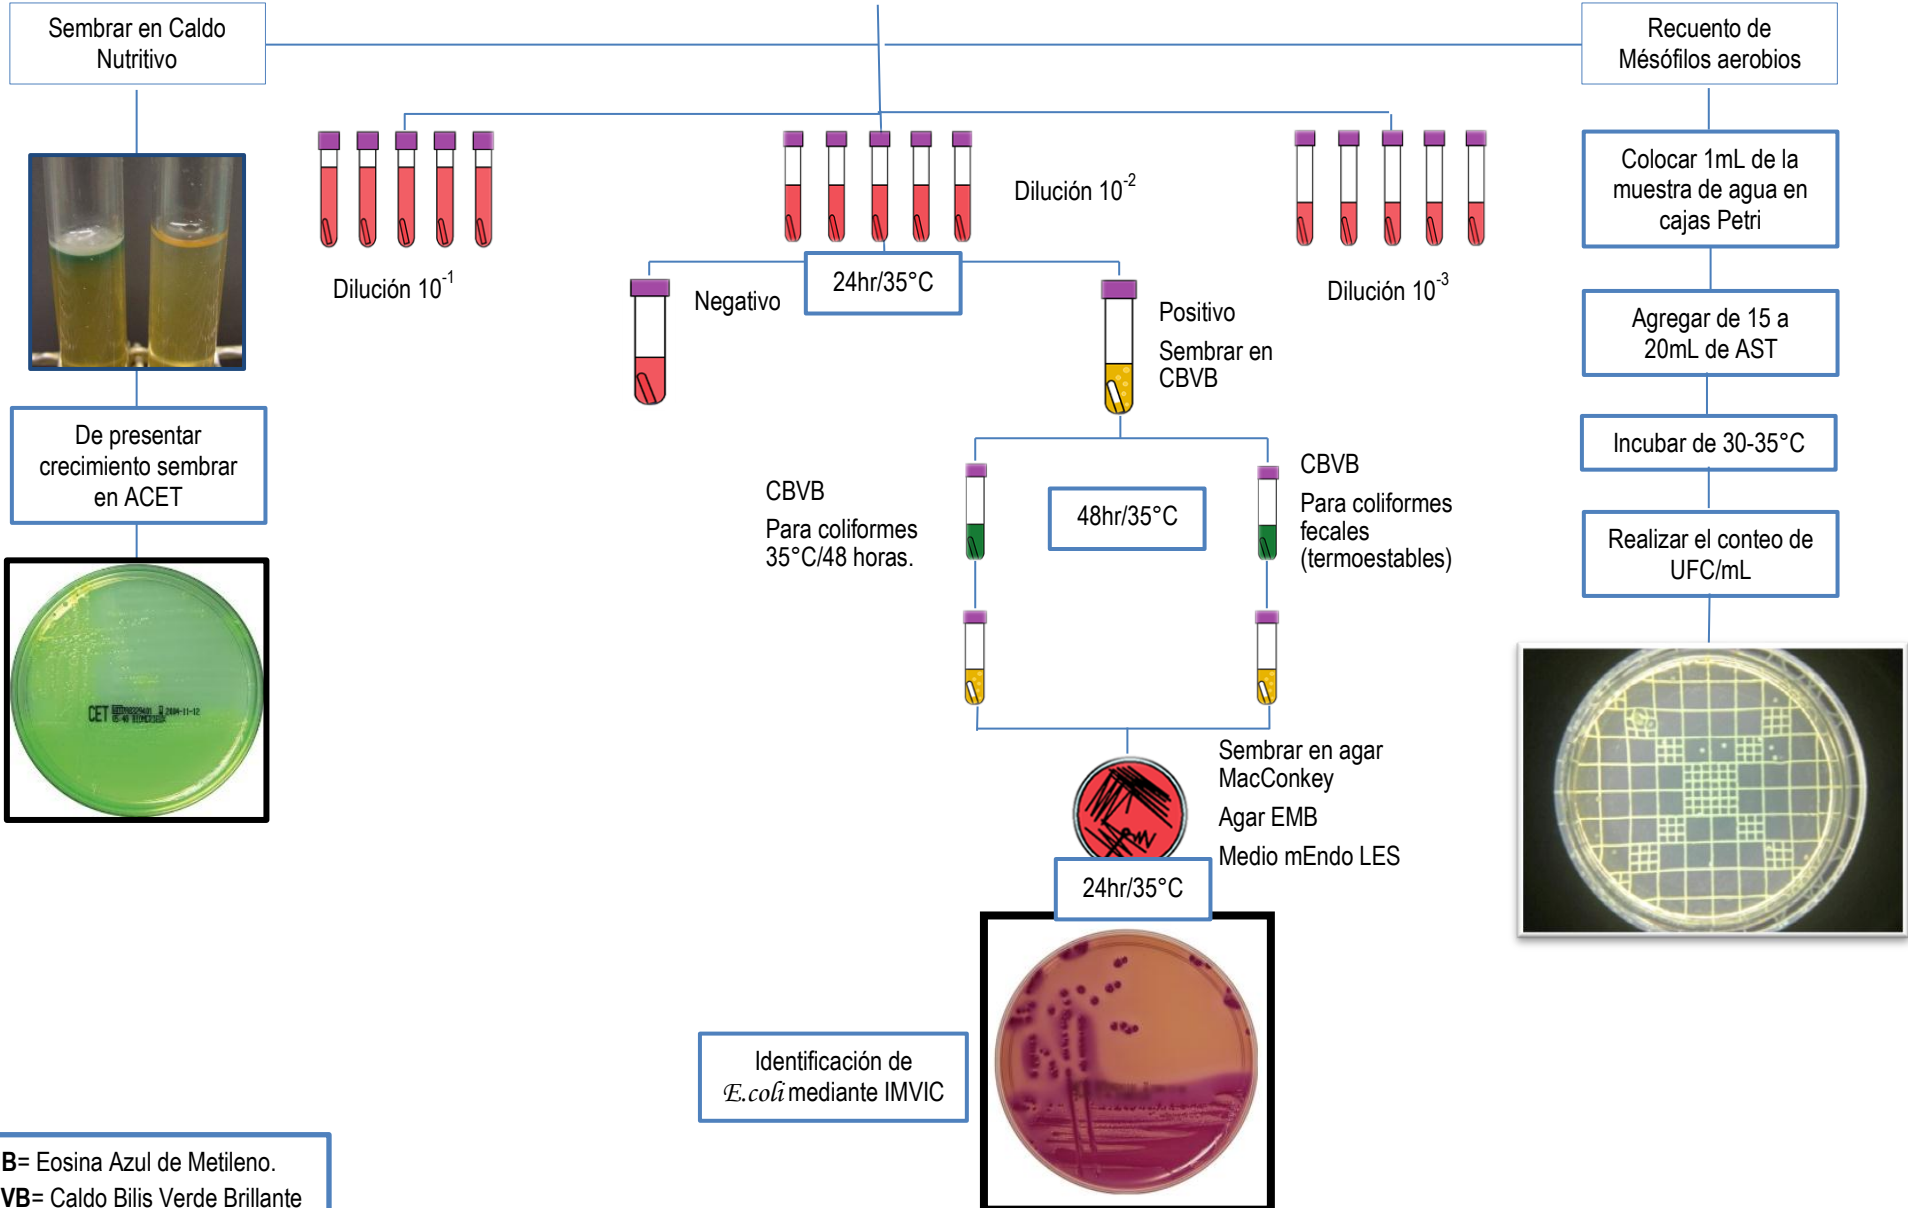 Sembrar en Caldo
Nutritivo
Recuento de
Mésófilos aerobios
Dilución 10-1
Dilución 10-2
Dilución 10-3
24hr/35°C
Negativo
Positivo
Sembrar en
CBVB
Colocar 1mL de la
muestra de agua en
cajas Petri
Agregar de 15 a
20mL de AST
Incubar de 30-35°C
Realizar el conteo de
UFC/mL
De presentar
crecimiento sembrar
en ACET
CET
2004-11-12
CBVB
Para coliformes
35°C/48 horas.
48hr/35°C
CBVB
Para coliformes
fecales
(termoestables)
Sembrar en agar
MacConkey
Agar EMB
Medio mEndo LES
24hr/35°C
Identificación de
E.coli mediante IMVIC
B= Eosina Azul de Metileno.
VB= Caldo Bilis Verde Brillante